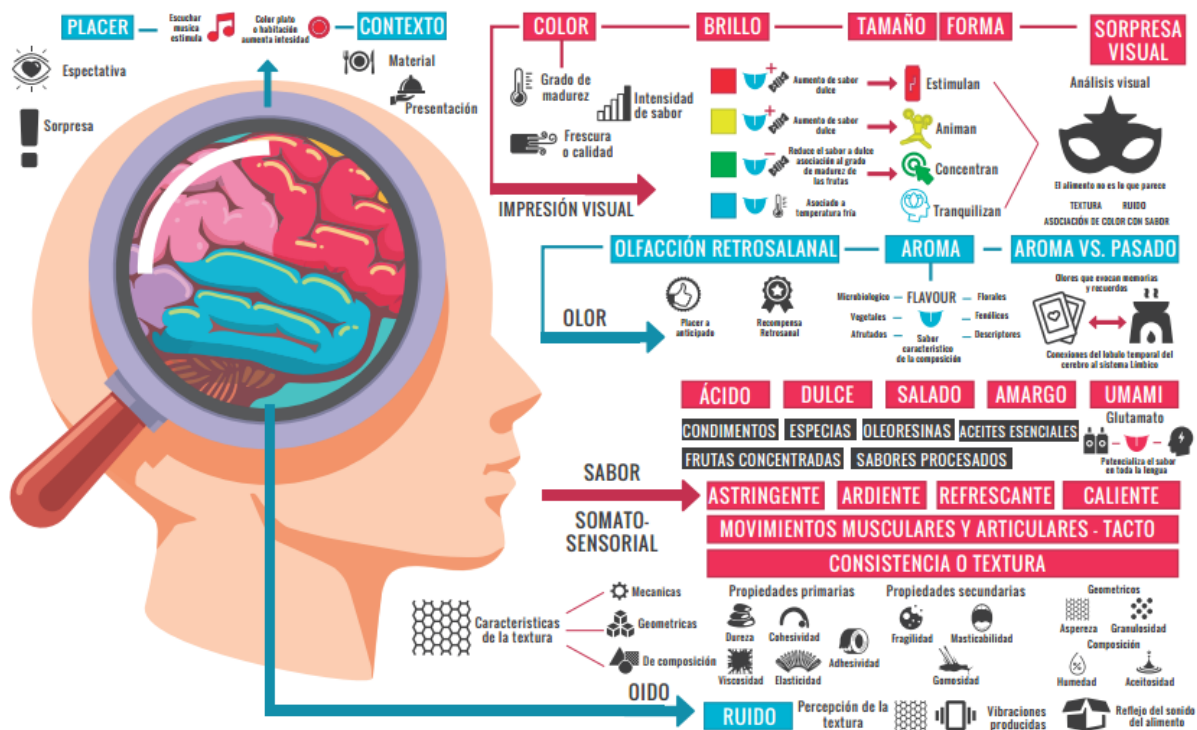 PLACER
Escuchar
musica
estimula
Color plato
o habitación
aumenta intesidad
CONTEXTO
Espectativa
Sorpresa
Material
Presentación
COLOR
BRILLO
TAMAÑO
FORMA
SORPRESA
VISUAL
Grado de
madurez
Intensidad
de sabor
Frescura
o calidad
IMPRESIÓN VISUAL
+
Aumento de sabor
dulce
Estimulan
+
Aumento de sabor
dulce
Animan
−
Reduce el sabor a dulce
asociación al grado
de madurez de
las frutas
Concentran
Asociado a
temperatura fría
Tranquilizan
Análisis visual
El alimento no es lo que parece
TEXTURA RUIDO
ASOCIACIÓN DE COLOR CON SABOR
OLOR
OLFACCIÓN RETROSALANAL
AROMA
AROMA VS. PASADO
Placer a
anticipado
Recompensa
Retrosanal
Microbiologico
Vegetales
Afrutados
FLAVOUR
Sabor
caracteristico
de la composición
Florales
Fenólicos
Descriptores
Olores que evocan memorias
y recuerdos
Conexiones del lobulo temporal del
cerebro al sistema Límbico
SABOR
ÁCIDO
DULCE
SALADO
AMARGO
UMAMI
CONDIMENTOS
ESPECIAS
OLEORESINAS
ACEITES ESENCIALES
FRUTAS CONCENTRADAS
SABORES PROCESADOS
Glutamato
Potencializa el sabor
en toda la lengua
SOMATO-
SENSORIAL
ASTRINGENTE
ARDIENTE
REFRESCANTE
CALIENTE
MOVIMIENTOS MUSCULARES Y ARTICULARES - TACTO
CONSISTENCIA O TEXTURA
Caracteristicas
de la textura
Mecanicas
Geometricas
De composición
Propiedades primarias
Dureza
Cohesividad
Adhesividad
Viscosidad
Elasticidad
Propiedades secundarias
Fragilidad
Masticabilidad
Gomosidad
Geometricos
Aspereza
Granulosidad
Composición
Humedad
Aceitosidad
OIDO
RUIDO
Percepción de la
textura
Vibraciones
producidas
Reflejo del sonido
del alimento